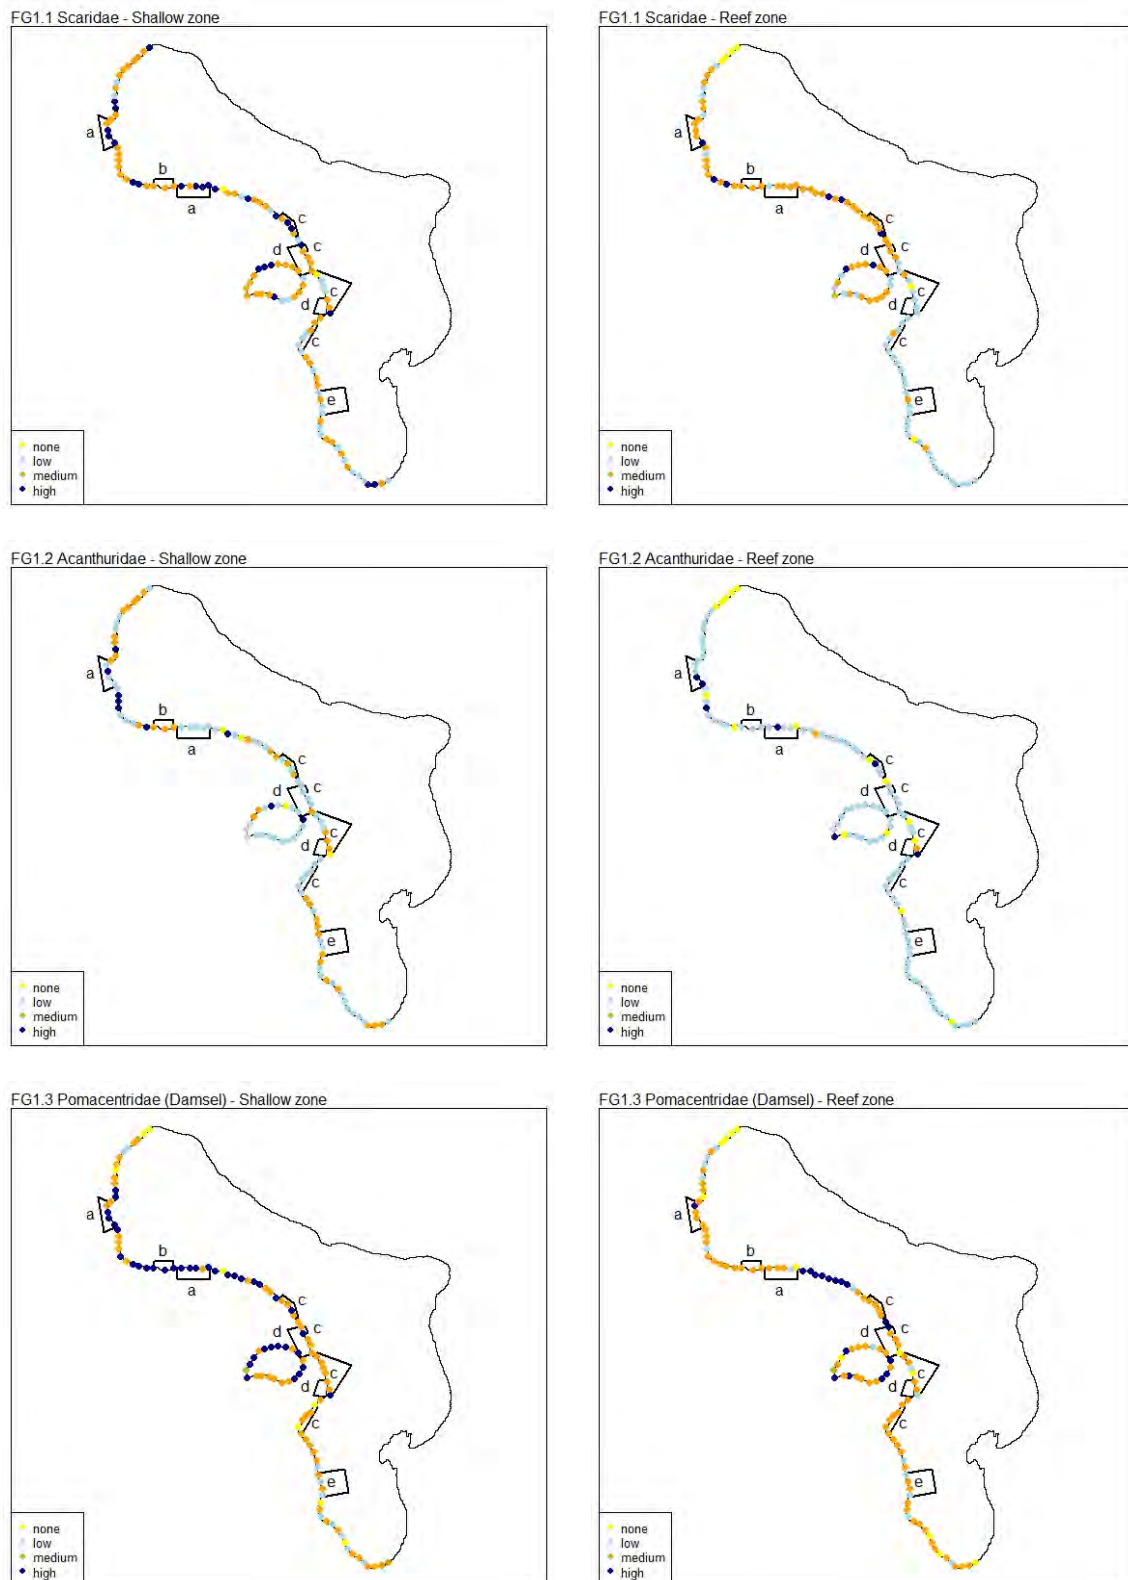 FG1.1 Scaridae - Shallow zone
a
b
a
c
d
c
c
d
c
e
none
low
medium
high
FG1.1 Scaridae - Reef zone
a
b
a
c
d
c
c
d
c
e
none
low
medium
high
FG1.2 Acanthuridae - Shallow zone
a
b
a
c
d
c
c
d
c
e
none
low
medium
high
FG1.2 Acanthuridae - Reef zone
a
b
a
c
d
c
c
d
c
e
none
low
medium
high
FG1.3 Pomacentridae (Damsel) - Shallow zone
a
b
a
c
d
c
c
d
c
e
none
low
medium
high
FG1.3 Pomacentridae (Damsel) - Reef zone
a
b
a
c
d
c
c
d
c
e
none
low
medium
high